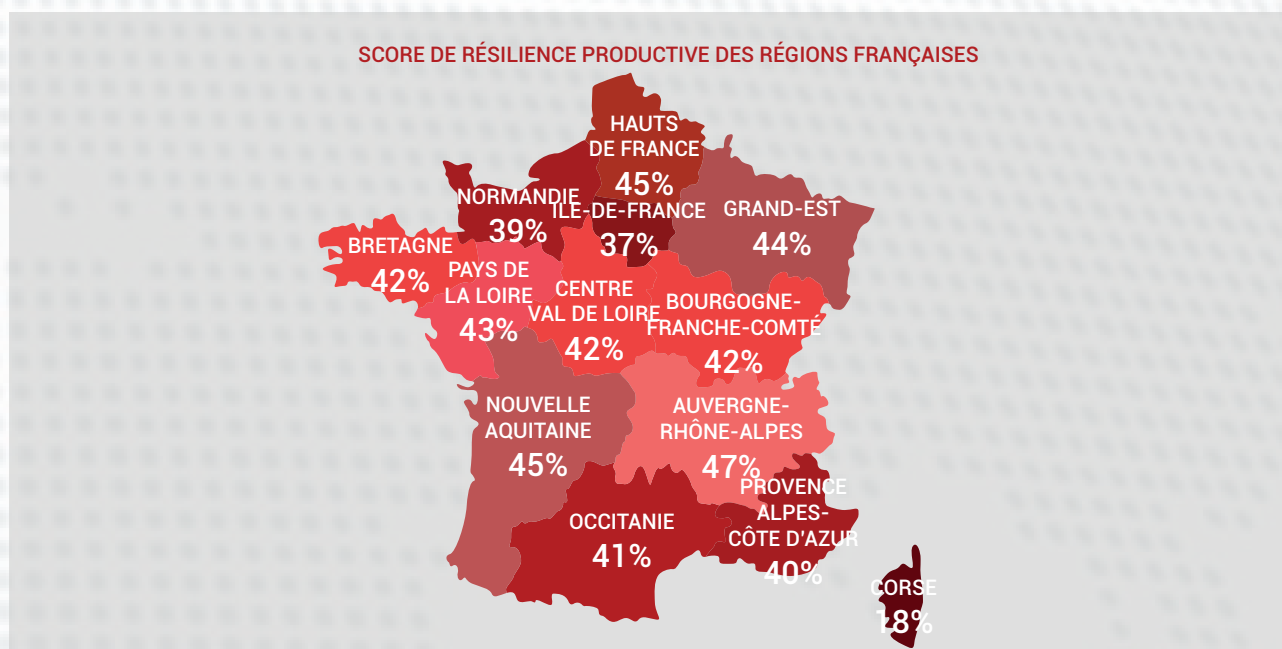 SCORE DE RÉSILIENCE PRODUCTIVE DES RÉGIONS FRANÇAISES
HAUTS
DE FRANCE
45%
NORMANDIE
39%
ILE-DE-FRANCE
37%
GRAND-EST
44%
BRETAGNE
42%
PAYS DE
LA LOIRE
43%
CENTRE
VAL DE LOIRE
42%
BOURGOGNE-
FRANCHE-COMTÉ
42%
NOUVELLE
AQUITAINE
45%
AUVERGNE-
RHÔNE-ALPES
47%
PROVENCE
ALPES-
CÔTE D'AZUR
40%
OCCITANIE
41%
CORSE
18%